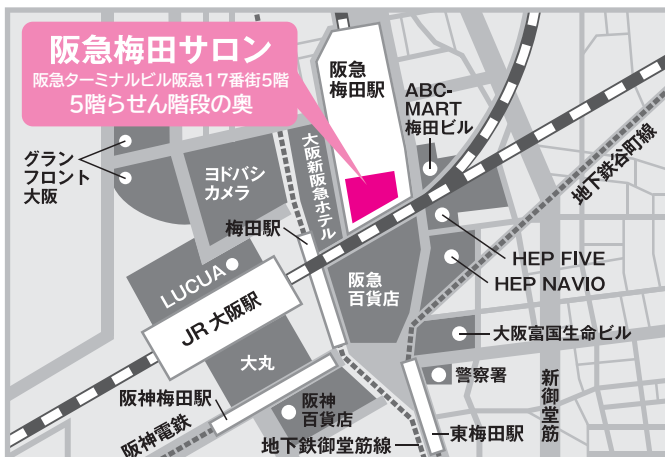 阪急梅田サロン
阪急ターミナルビル阪急17番街5階
5階らせん階段の奥
阪急
梅田駅
ABC-
MART
梅田ビル
グラン
フロント
大阪
ヨドバシ
カメラ
大阪新阪急ホテル
地下鉄谷町線
梅田駅
HEP FIVE
HEP NAVIO
LUCUA
阪急
百貨店
JR大阪駅
大阪富国生命ビル
大丸
警察署
新御堂筋
阪神梅田駅
阪神
百貨店
阪神電鉄
地下鉄御堂筋線
東梅田駅